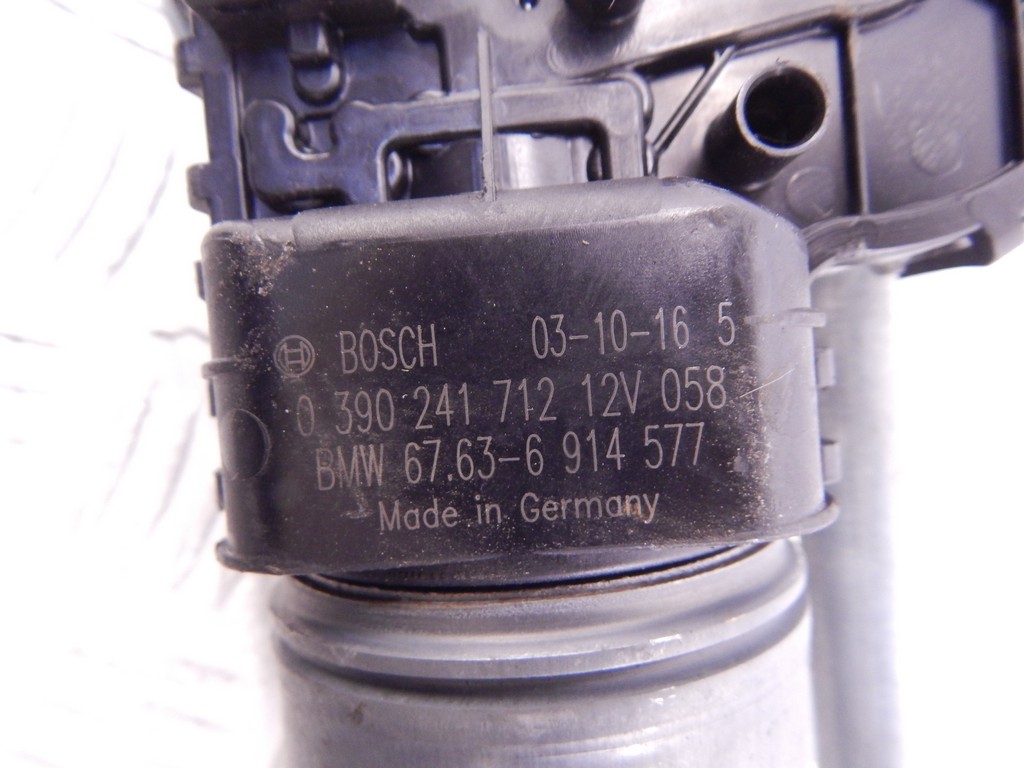 BOSCH 03-10-16 5
0 390 241 712 12V 058
BMW 67.63-6 914 577
Made in Germany